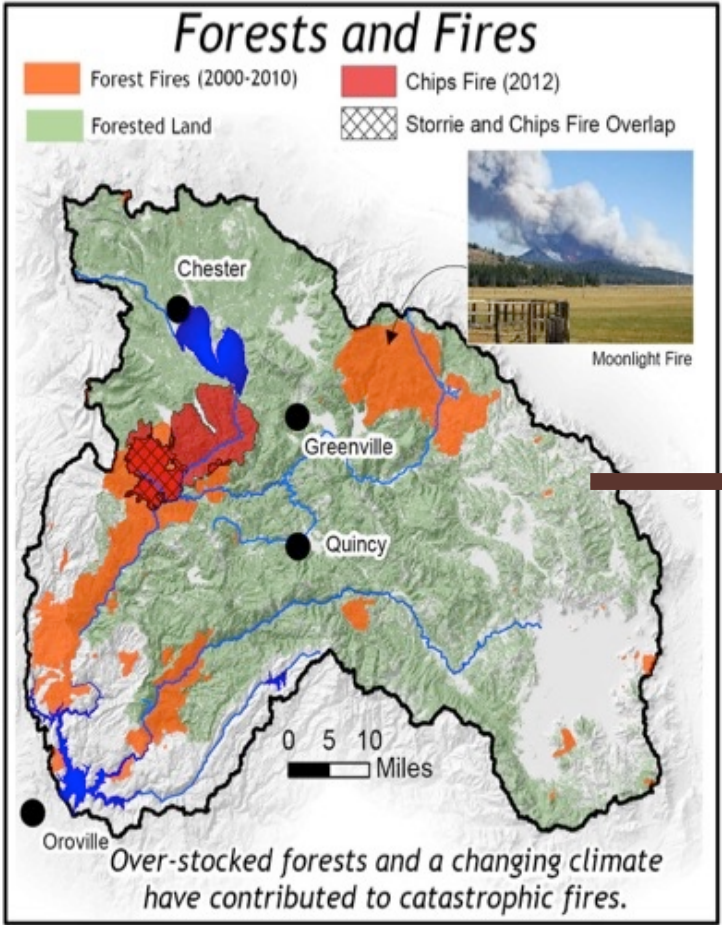 Forests and Fires
Forest Fires (2000-2010)
Chips Fire (2012)
Forested Land
Storrie and Chips Fire Overlap
Moonlight Fire
Chester
Greenville
Quincy
0 5 10
Miles
Oroville
Over-stocked forests and a changing climate
have contributed to catastrophic fires.